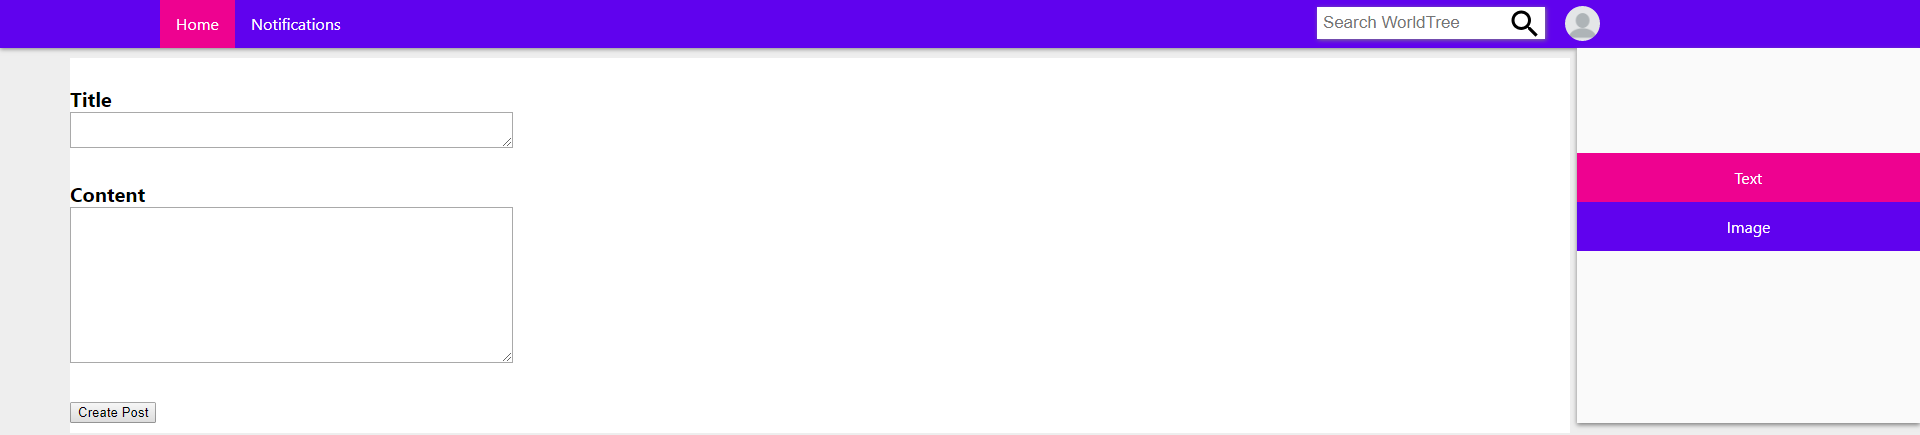 Home Notifications Search WorldTree
Title
Text
Content
Image
Create Post